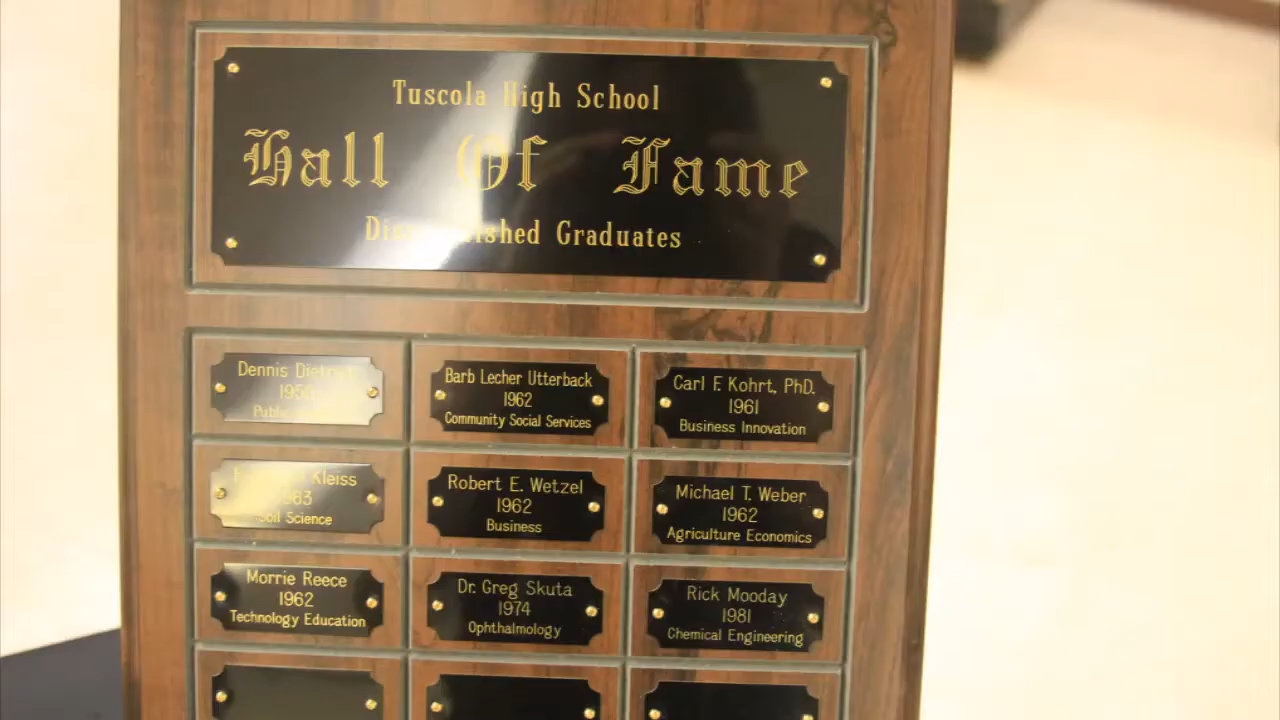 Tuscola High School
Hall Of Fame
Distinguished Graduates
Dennis
Barb Lecher Utterback
1962
Community Social Services
Carl F. Kohrt, PhD.
1961
Business Innovation
Kleiss
1963
Soil Science
Robert E. Wetzel
1962
Business
Michael T. Weber
1962
Agriculture Economics
Morrie Reece
1962
Technology Education
Dr. Greg Skuta
1974
Ophthalmology
Rick Mooday
1981
Chemical Engineering